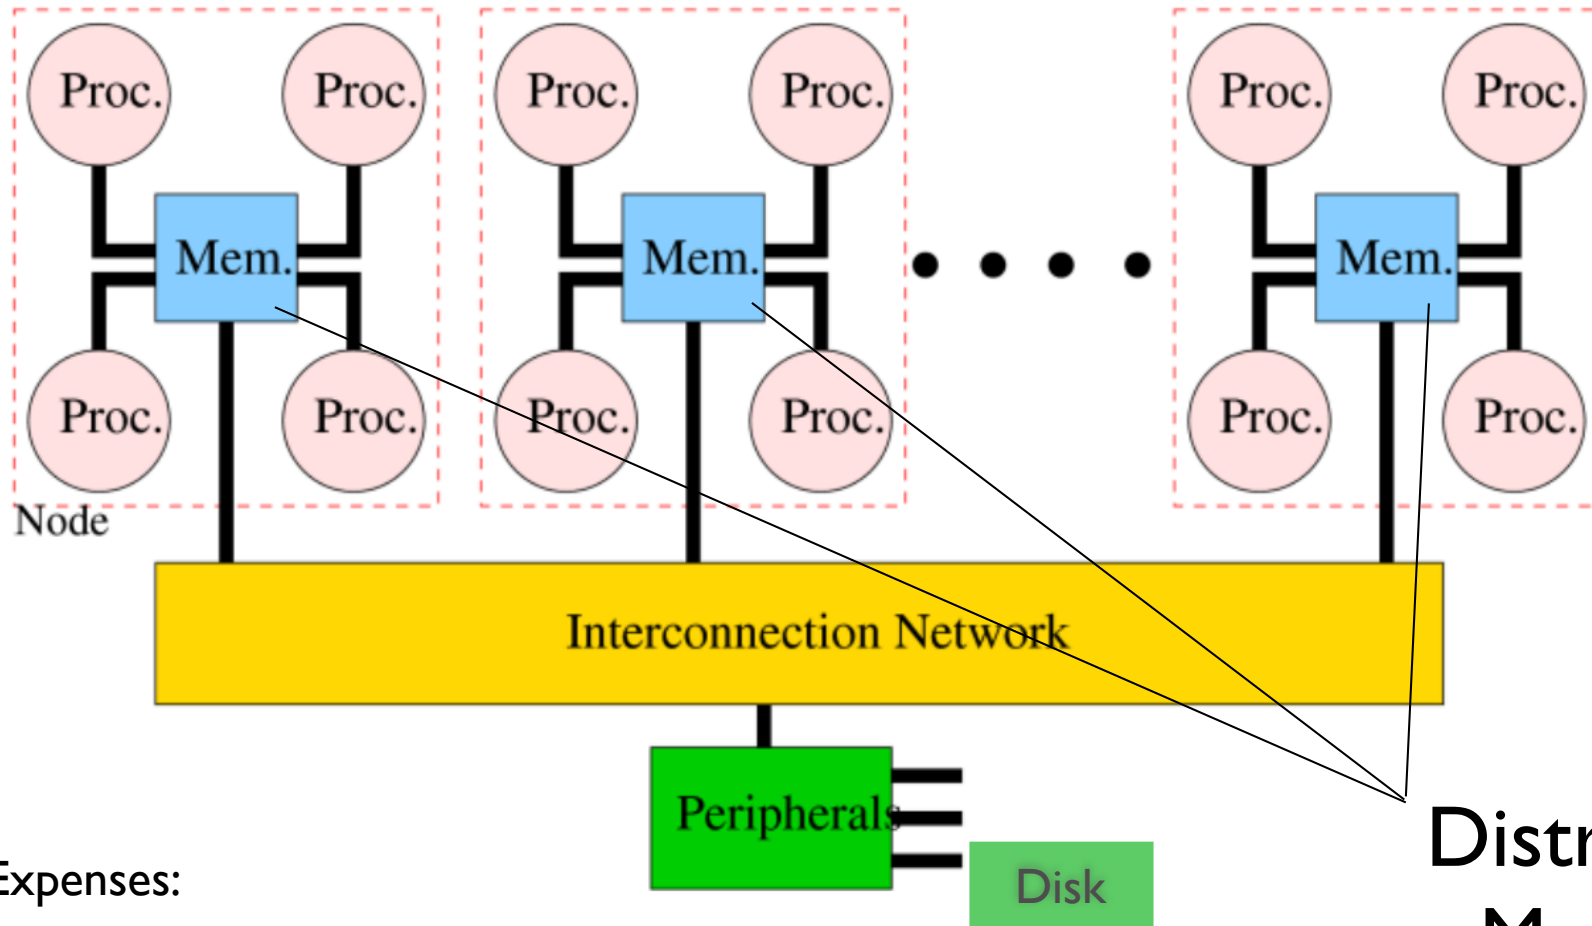 Proc. Proc. Proc. Proc. Proc. Proc.
Mem. Mem. Mem.
Proc. Proc. Proc. Proc. Proc. Proc.
Node
Interconnection Network
Peripherals
Expenses:
Disk
Distr